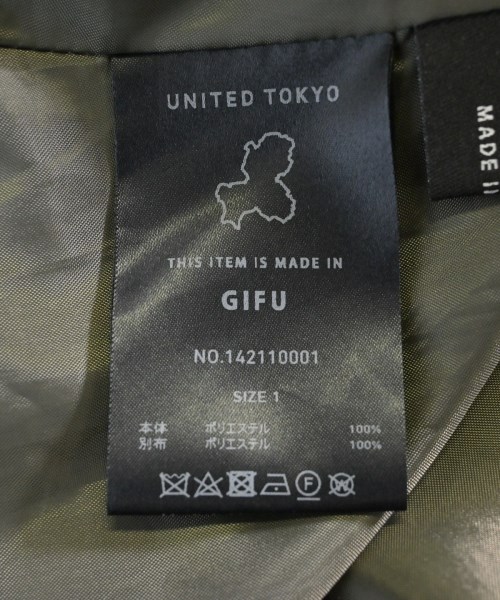 UNITED TOKYO
THIS ITEM IS MADE IN
GIFU
NO.142110001
SIZE 1
本体 ポリエステル 100%
別布 ポリエステル 100%
F
W
MADE